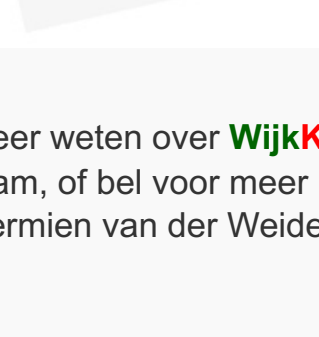 eer weten over WijkK
am, of bel voor meer
ermien van der Weide